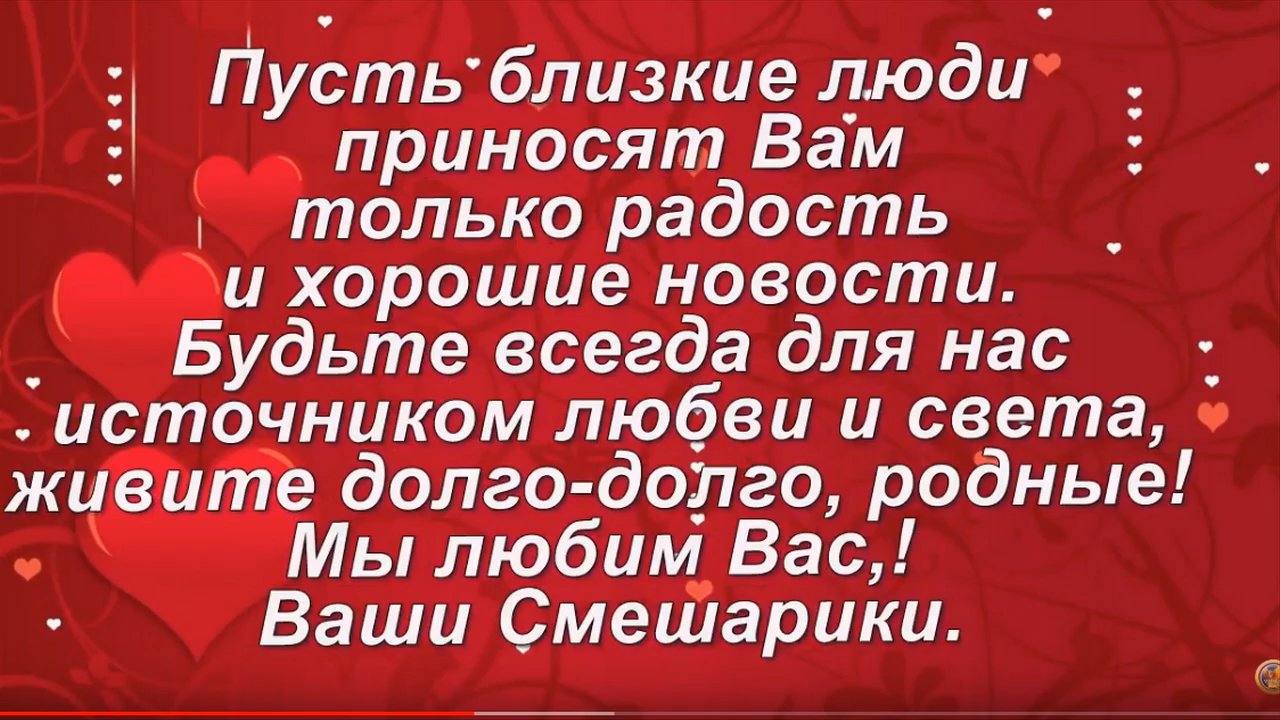 Пусть близкие люди
приносят Вам
только радость
и хорошие новости.
Будьте всегда для нас
источником любви и света,
живите долго-долго, родные!
Мы любим Вас,!
Ваши Смешарики.